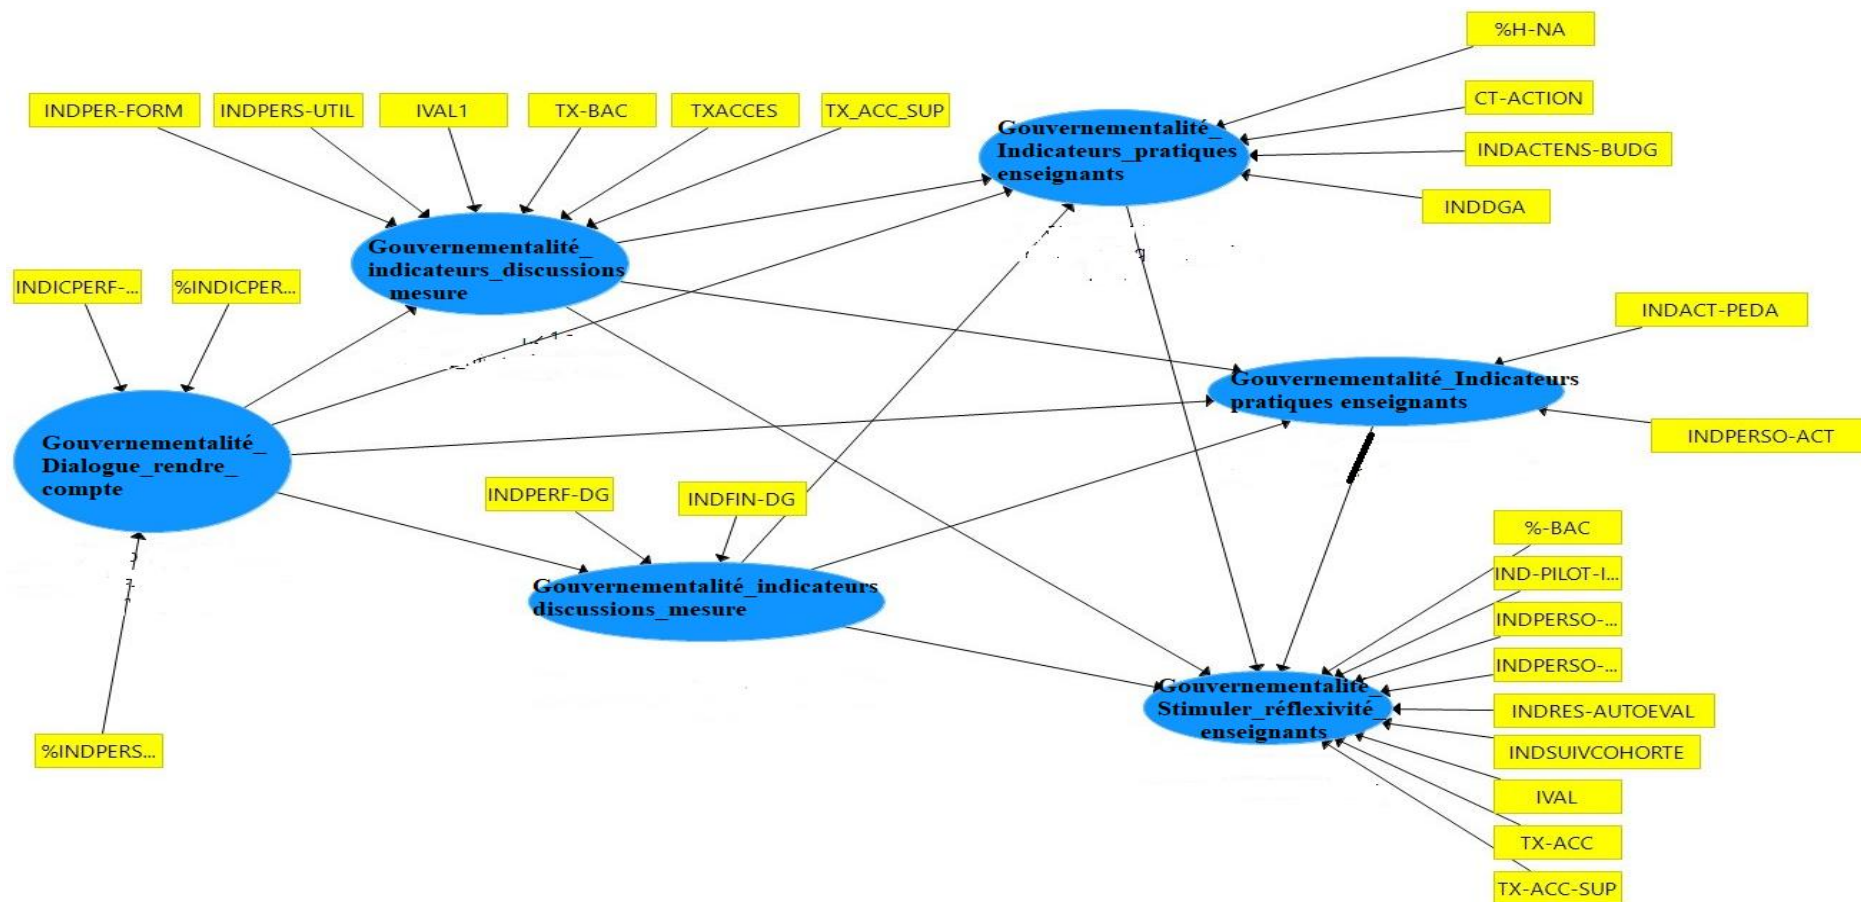 %H-NA
INDPER-FORM
INDPERS-UTIL
IVAL1
TX-BAC
TXACCES
TX_ACC_SUP
CT-ACTION
Gouvernementalité_
Indicateurs_pratiques
enseignants
INDACTENS-BUDG
INDDGA
Gouvernementalité_
indicateurs_discussions
mesure
INDICPERF-...
%INDICPER...
INDACT-PEDA
Gouvernementalité_Indicateurs
pratiques enseignants
INDPERSO-ACT
Gouvernementalité_
Dialogue_rendre_
compte
INDPERF-DG
INDFIN-DG
%-BAC
IND-PILOT-I...
INDPERSO-...
INDPERSO-...
Gouvernementalité_indicateurs
discussions_mesure
Gouvernementalité_
Stimuler_réflexivité_
enseignants
INDRES-AUTOEVAL
INDSUIVCOHORTE
IVAL
TX-ACC
TX-ACC-SUP
%INDPERS...